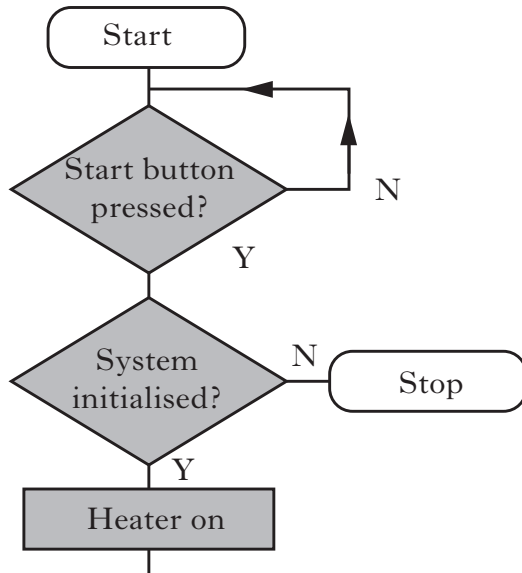 Start
Start button
pressed?
N
Y
System
initialised?
N
Stop
Y
Heater on